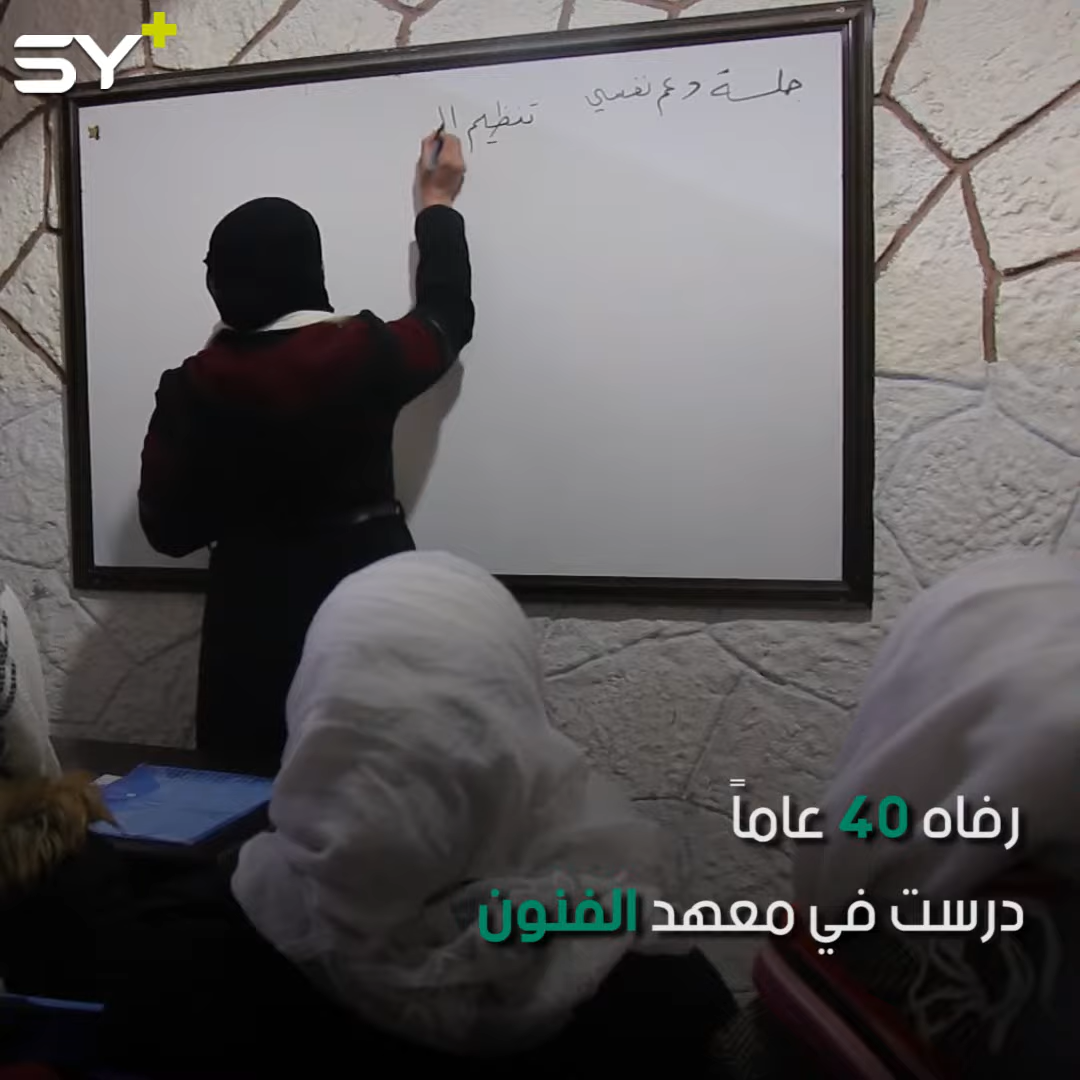 SY+
جلسة دعم نفسي تنظيم ال
رفاه 40 عاماً
درست في معهد الفنون